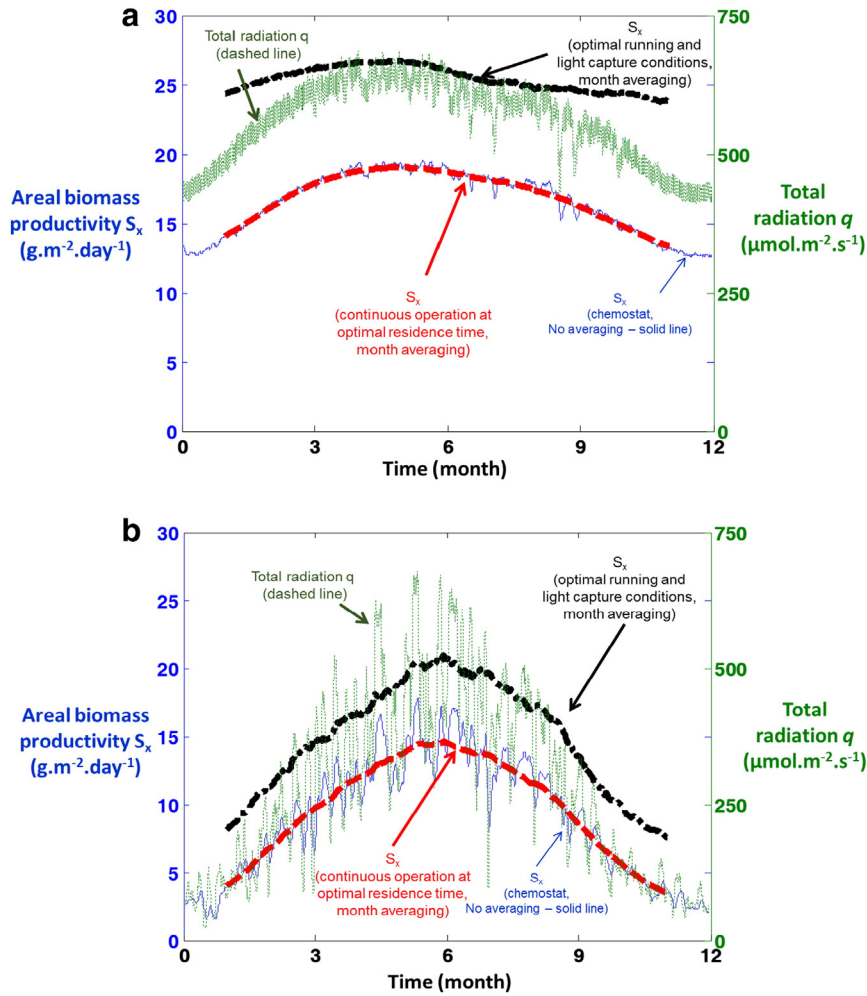 a
30
25
20
15
10
5
0
Areal biomass
productivity Sₓ
(g.m⁻².day⁻¹)
Total radiation q
(dashed line)
Sₓ
(optimal running and
light capture conditions,
month averaging)
Sₓ
(continuous operation at
optimal residence time,
month averaging)
Sₓ
(chemostat,
No averaging – solid line)
750
500
250
0
Total
radiation q
(µmol.m⁻².s⁻¹)
0 3 6 9 12
Time (month)
b
30
25
20
15
10
5
0
Areal biomass
productivity Sₓ
(g.m⁻².day⁻¹)
Total radiation q
(dashed line)
Sₓ
(optimal running and
light capture conditions,
month averaging)
Sₓ
(continuous operation at
optimal residence time,
month averaging)
Sₓ
(chemostat,
No averaging – solid line)
750
500
250
0
Total
radiation q
(µmol.m⁻².s⁻¹)
0 3 6 9 12
Time (month)